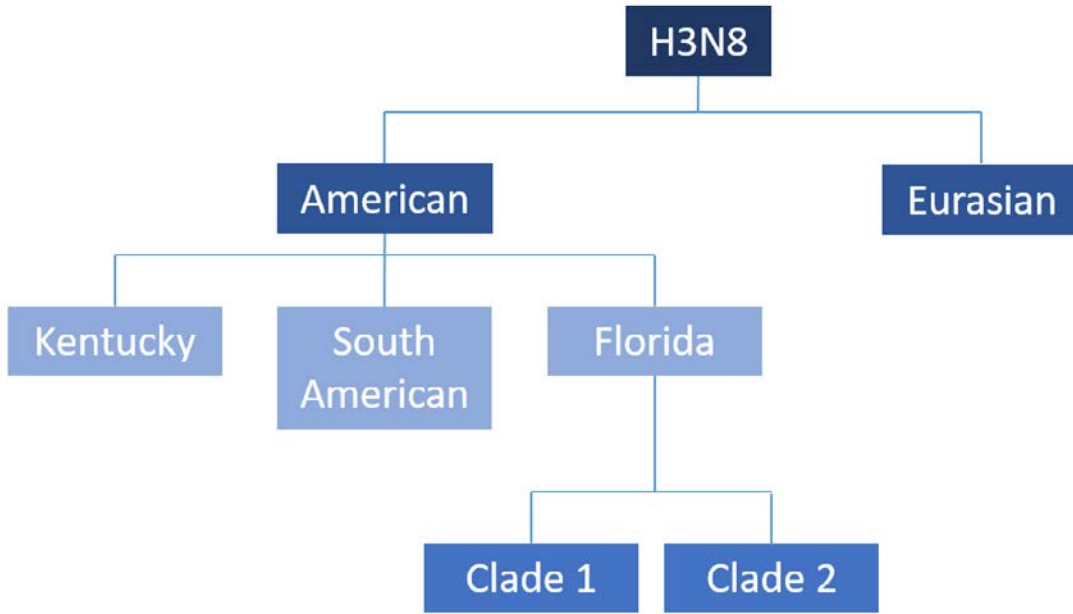 H3N8
American
Eurasian
Kentucky
South
American
Florida
Clade 1
Clade 2